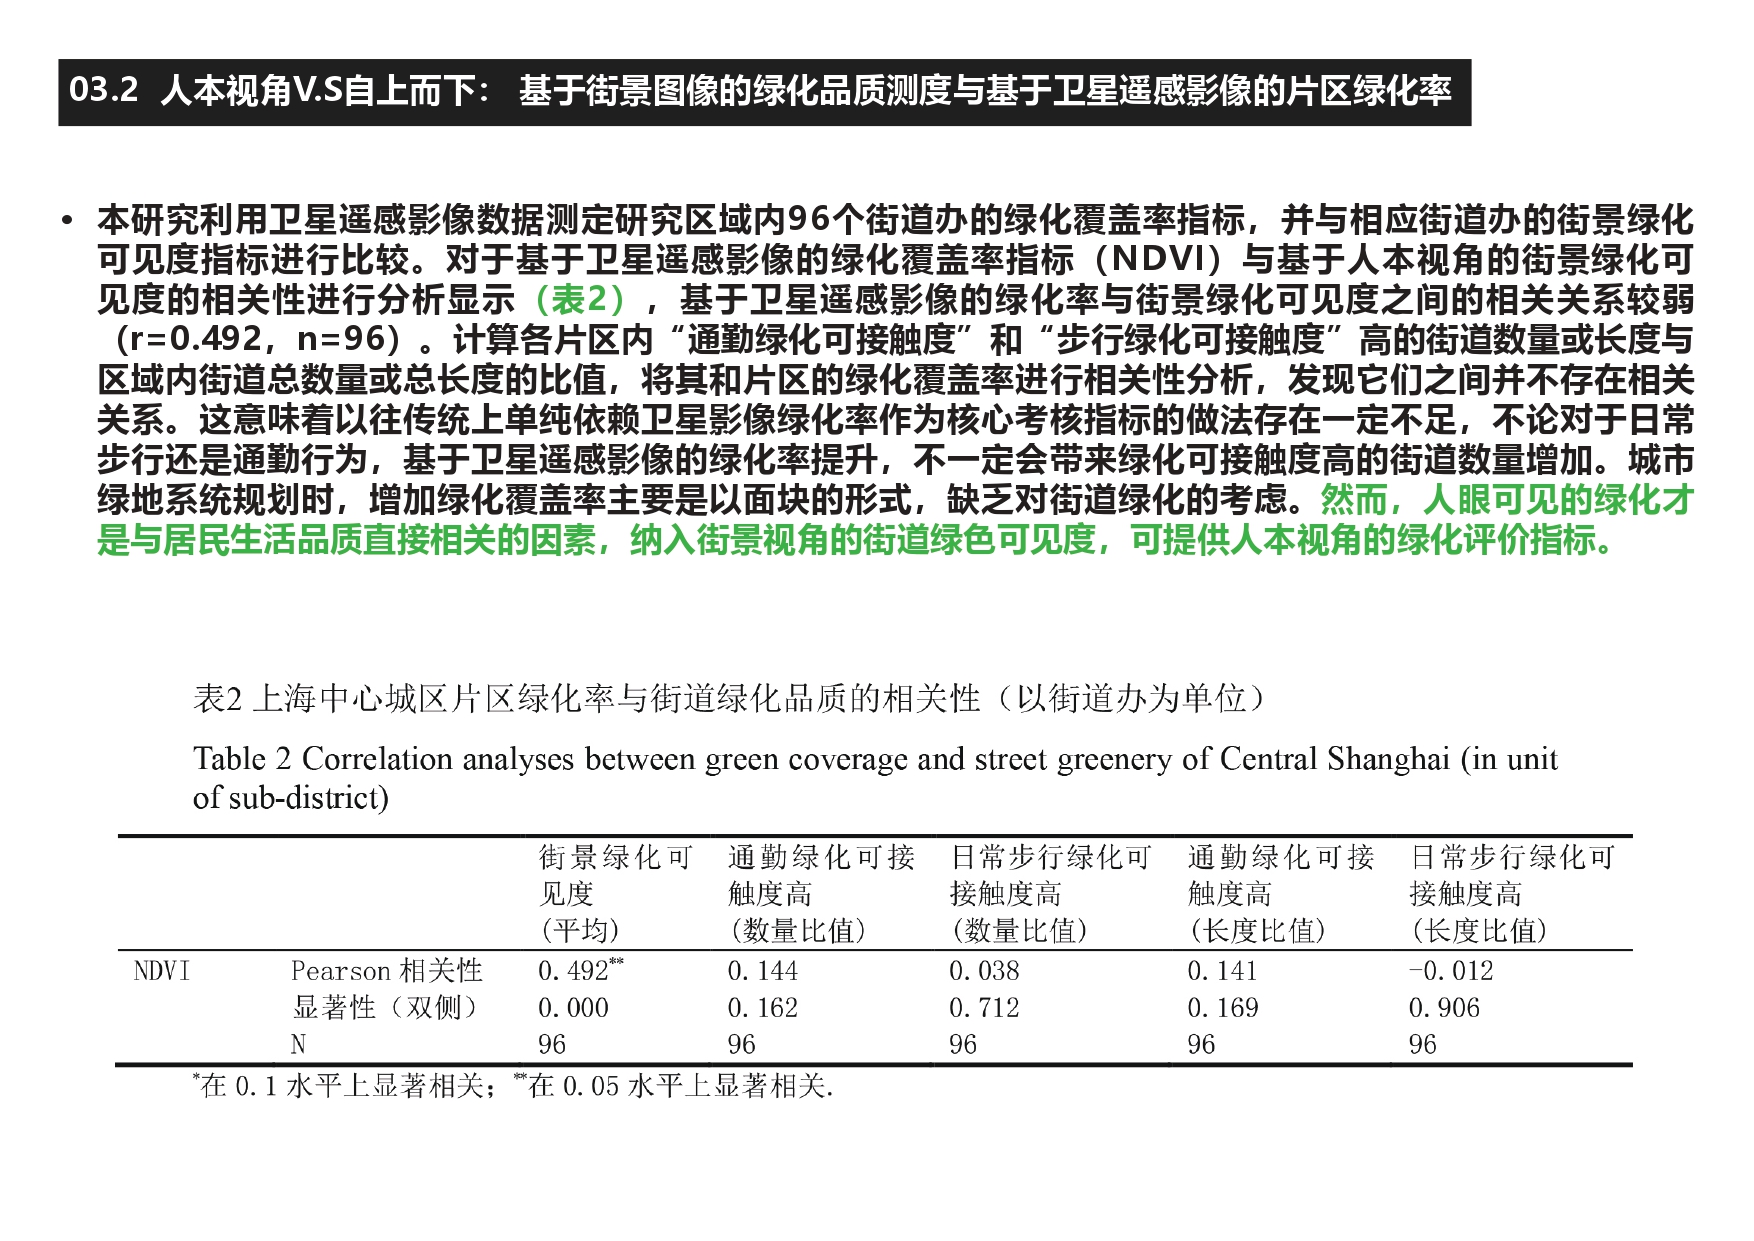 03.2 人本视角V.S自上而下： 基于街景图像的绿化品质测度与基于卫星遥感影像的片区绿化率
• 本研究利用卫星遥感影像数据测定研究区域内96个街道办的绿化覆盖率指标，并与相应街道办的街景绿化
可见度指标进行比较。对于基于卫星遥感影像的绿化覆盖率指标（NDVI）与基于人本视角的街景绿化可
见度的相关性进行分析显示（表2），基于卫星遥感影像的绿化率与街景绿化可见度之间的相关关系较弱
（r=0.492，n=96）。计算各片区内“通勤绿化可接触度”和“步行绿化可接触度”高的街道数量或长度与
区域内街道总数量或总长度的比值，将其和片区的绿化覆盖率进行相关性分析，发现它们之间并不存在相关
关系。这意味着以往传统上单纯依赖卫星影像绿化率作为核心考核指标的做法存在一定不足，不论对于日常
步行还是通勤行为，基于卫星遥感影像的绿化率提升，不一定会带来绿化可接触度高的街道数量增加。城市
绿地系统规划时，增加绿化覆盖率主要是以面块的形式，缺乏对街道绿化的考虑。然而，人眼可见的绿化才
是与居民生活品质直接相关的因素，纳入街景视角的街道绿色可见度，可提供人本视角的绿化评价指标。
表2 上海中心城区片区绿化率与街道绿化品质的相关性（以街道办为单位）
Table 2 Correlation analyses between green coverage and street greenery of Central Shanghai (in unit
of sub-district)
街景绿化可 通勤绿化可接 日常步行绿化可 通勤绿化可接 日常步行绿化可
见度 触度高 接触度高 触度高 接触度高
(平均) (数量比值) (数量比值) (长度比值) (长度比值)
NDVI Pearson 相关性 0.492** 0.144 0.038 0.141 -0.012
显著性（双侧） 0.000 0.162 0.712 0.169 0.906
N 96 96 96 96 96
*在 0.1 水平上显著相关；**在 0.05 水平上显著相关.